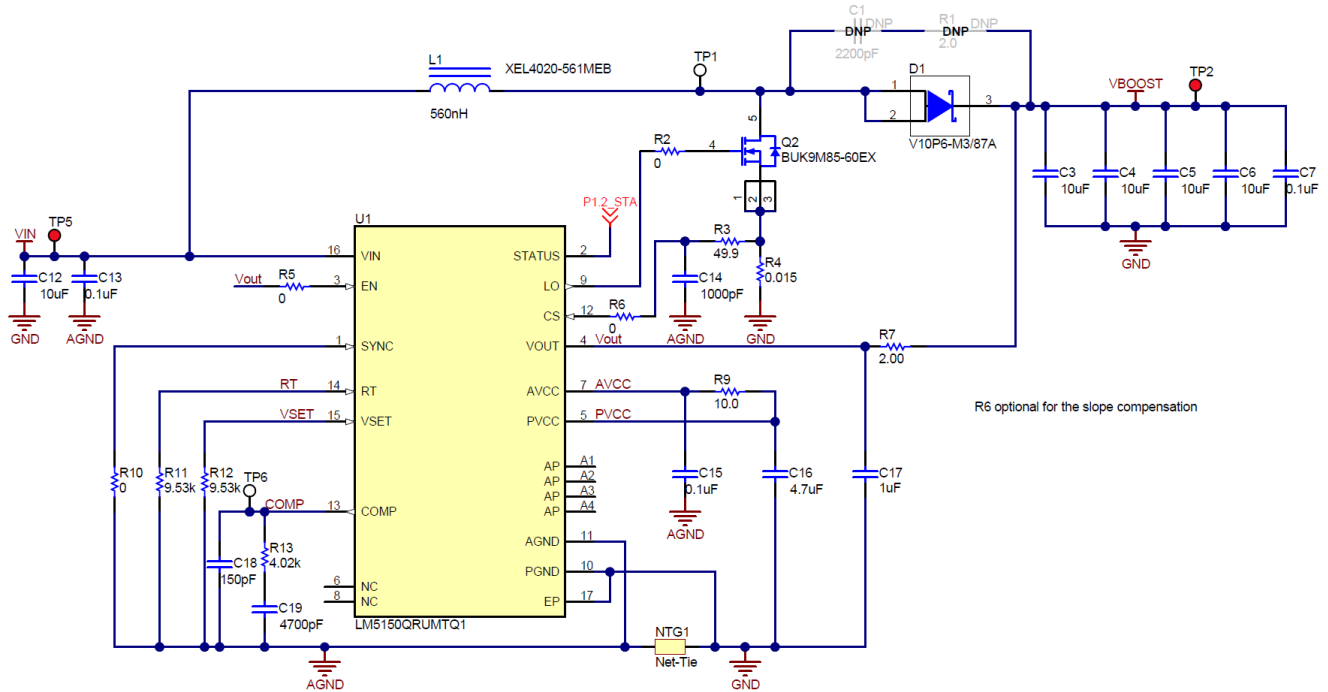 C1
DNP
DNP
2200pF
R1
DNP
DNP
2.0
L1
XEL4020-561MEB
560nH
TP1
D1
1
2
3
V10P6-M3/87A
VBOOST
TP2
C3
10uF
C4
10uF
C5
10uF
C6
10uF
C7
0.1uF
GND
5
R2
0
4
Q2
BUK9M85-60EX
1
2
3
P1.2_STA
R3
49.9
R4
0.015
C14
1000pF
R6
0
AGND
GND
VIN
TP5
C12
10uF
C13
0.1uF
GND
AGND
Vout
R5
0
U1
16
VIN
3
EN
1
SYNC
RT
14
RT
VSET
15
VSET
COMP
13
COMP
6
NC
8
NC
STATUS
2
LO
9
CS
12
VOUT
4
Vout
AVCC
7
AVCC
PVCC
5
PVCC
AP
A1
AP
A2
AP
A3
AP
A4
AGND
11
PGND
10
EP
17
LM5150QRUMTQ1
R7
2.00
R9
10.0
R6 optional for the slope compensation
C15
0.1uF
AGND
C16
4.7uF
C17
1uF
R10
0
R11
9.53k
R12
9.53k
TP6
C18
150pF
R13
4.02k
C19
4700pF
AGND
NTG1
Net-Tie
GND